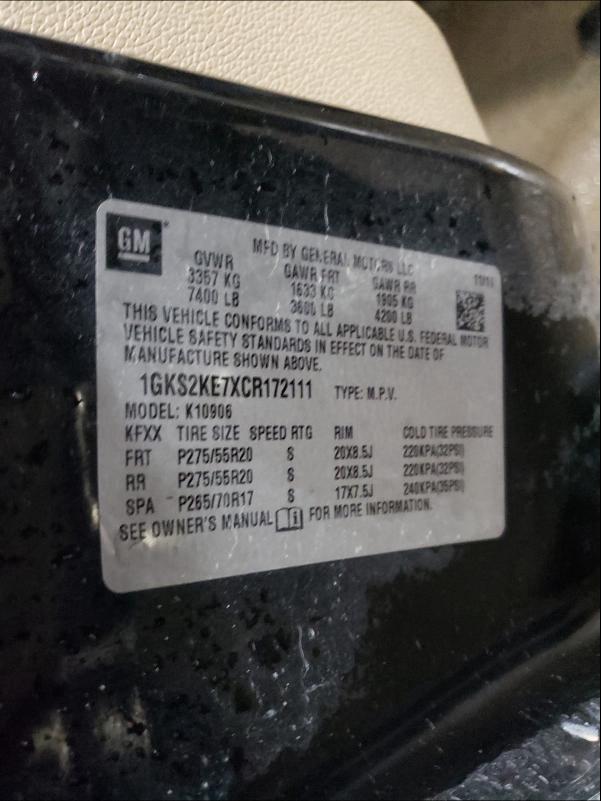 GM
MFD BY GENERAL MOTORS LLC
GVWR GAWR FRT GAWR RR
3357 KG 1633 KG 1905 KG
7400 LB 3600 LB 4200 LB
THIS VEHICLE CONFORMS TO ALL APPLICABLE U.S. FEDERAL MOTOR
VEHICLE SAFETY STANDARDS IN EFFECT ON THE DATE OF
MANUFACTURE SHOWN ABOVE.
1GKS2KE7XCR172111 TYPE: M.P.V.
MODEL: K10906
KFXX TIRE SIZE SPEED RTG RIM COLD TIRE PRESSURE
FRT P275/55R20 S 20X8.5J 220KPA(32PSI)
RR P275/55R20 S 20X8.5J 220KPA(32PSI)
SPA P265/70R17 S 17X7.5J 240KPA(35PSI)
SEE OWNER'S MANUAL FOR MORE INFORMATION.